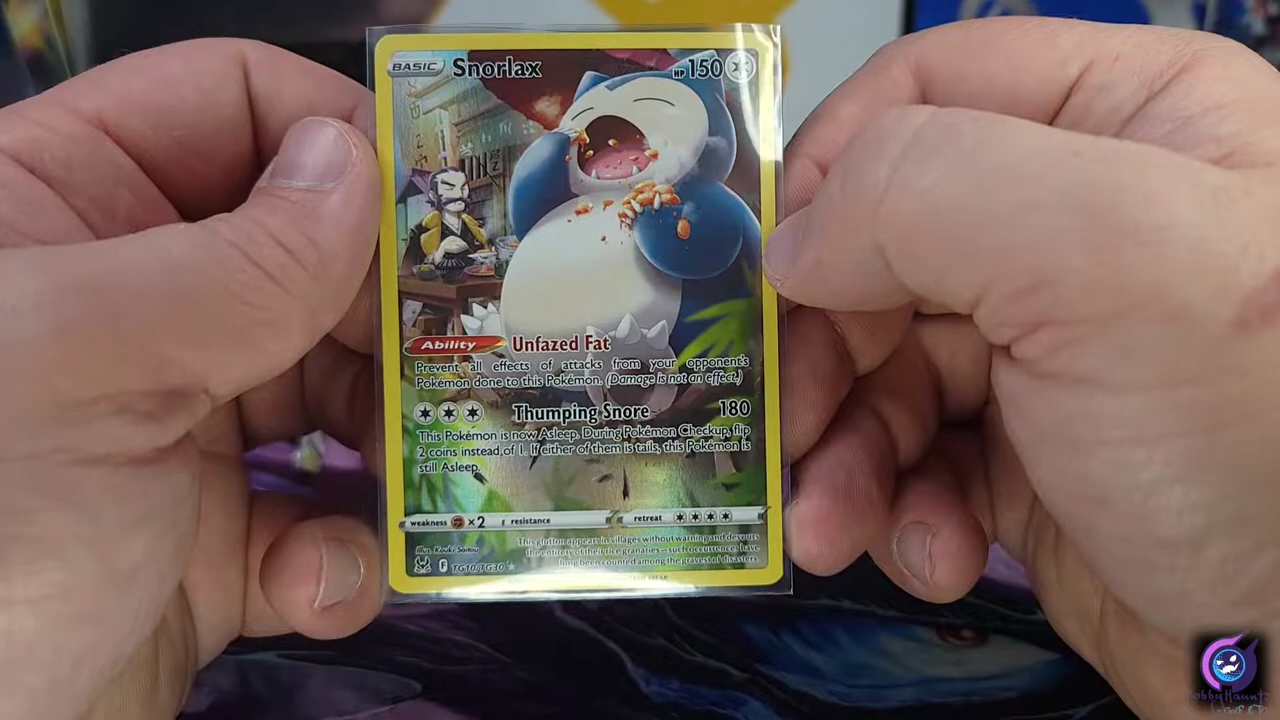 BASIC Snorlax HP 150
Ability Unfazed Fat
Prevent all effects of attacks from your opponent's
Pokémon done to this Pokémon. (Damage is not an effect.)
Thumping Snore 180
This Pokémon is now Asleep. During Pokémon Checkup, flip
2 coins instead of 1. If either of them is tails, this Pokémon is
still Asleep.
weakness ×2 resistance retreat
Illus. Kouki Saitou
This glutton appears in villages without warning and devours
the entirety of their rice granaries – such occurrences have
long been counted among the gravest of disasters.
F TG10/TG30 ★